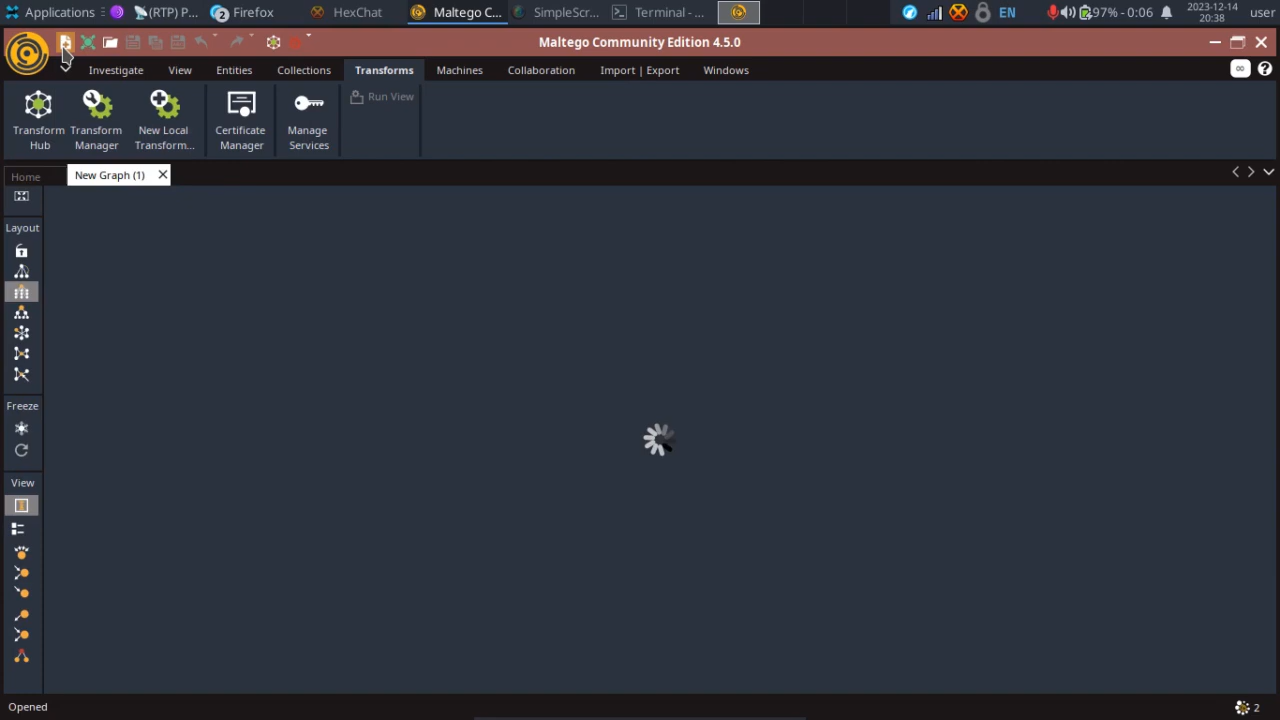 Applications
(RTP) P...
2
Firefox
HexChat
Maltego C...
SimpleScr...
Terminal - ...
EN
97% - 0:06
2023-12-14
20:38
user
Maltego Community Edition 4.5.0
Investigate
View
Entities
Collections
Transforms
Machines
Collaboration
Import | Export
Windows
Transform
Hub
Transform
Manager
New Local
Transform...
Certificate
Manager
Manage
Services
Run View
Home
New Graph (1)
Layout
Freeze
View
Opened
2